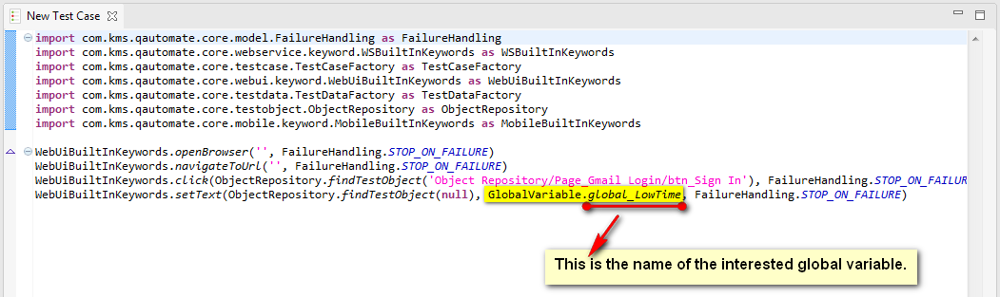 New Test Case
import com.kms.qautomate.core.model.FailureHandling as FailureHandling
import com.kms.qautomate.core.webservice.keyword.WSBuiltInKeywords as WSBuiltInKeywords
import com.kms.qautomate.core.testcase.TestCaseFactory as TestCaseFactory
import com.kms.qautomate.core.webui.keyword.WebUiBuiltInKeywords as WebUiBuiltInKeywords
import com.kms.qautomate.core.testdata.TestDataFactory as TestDataFactory
import com.kms.qautomate.core.testobject.ObjectRepository as ObjectRepository
import com.kms.qautomate.core.mobile.keyword.MobileBuiltInKeywords as MobileBuiltInKeywords
WebUiBuiltInKeywords.openBrowser('', FailureHandling.STOP_ON_FAILURE)
WebUiBuiltInKeywords.navigateToUrl('', FailureHandling.STOP_ON_FAILURE)
WebUiBuiltInKeywords.click(ObjectRepository.findTestObject('Object Repository/Page_Gmail Login/btn_Sign In'), FailureHandling.STOP_ON_FAILUR
WebUiBuiltInKeywords.setText(ObjectRepository.findTestObject(null), GlobalVariable.global_LowTime, FailureHandling.STOP_ON_FAILURE)
This is the name of the interested global variable.